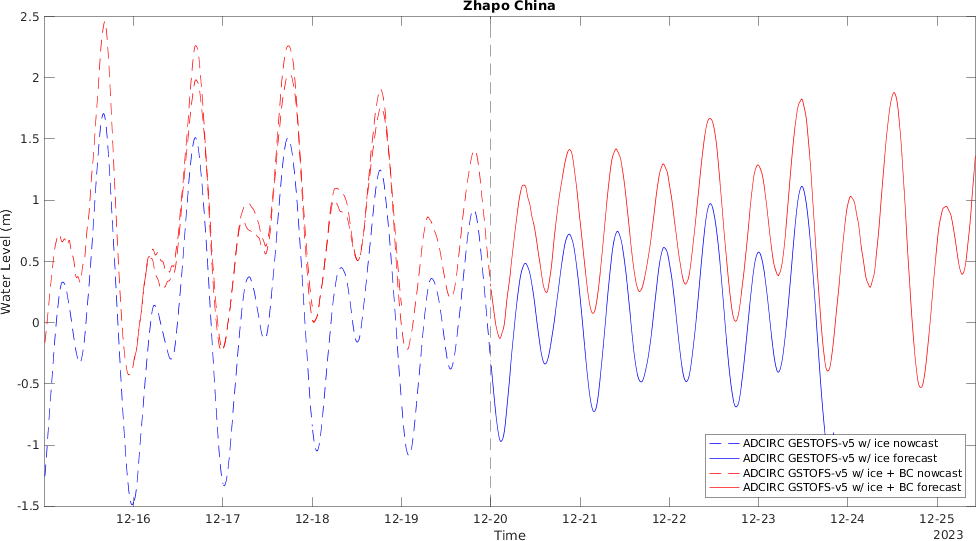 Zhapo China
Water Level (m)
2.5
2
1.5
1
0.5
0
-0.5
-1
-1.5
ADCIRC GESTOFS-v5 w/ ice nowcast
ADCIRC GESTOFS-v5 w/ ice forecast
ADCIRC GSTOFS-v5 w/ ice + BC nowcast
ADCIRC GSTOFS-v5 w/ ice + BC forecast
12-16 12-17 12-18 12-19 12-20 12-21 12-22 12-23 12-24 12-25
Time
2023